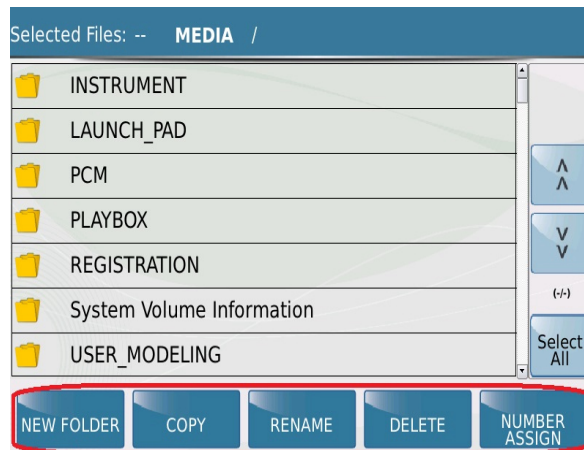 Selected Files: -- MEDIA /
INSTRUMENT
LAUNCH_PAD
PCM
PLAYBOX
REGISTRATION
System Volume Information
USER_MODELING
(-/-)
Select
All
NEW FOLDER
COPY
RENAME
DELETE
NUMBER
ASSIGN